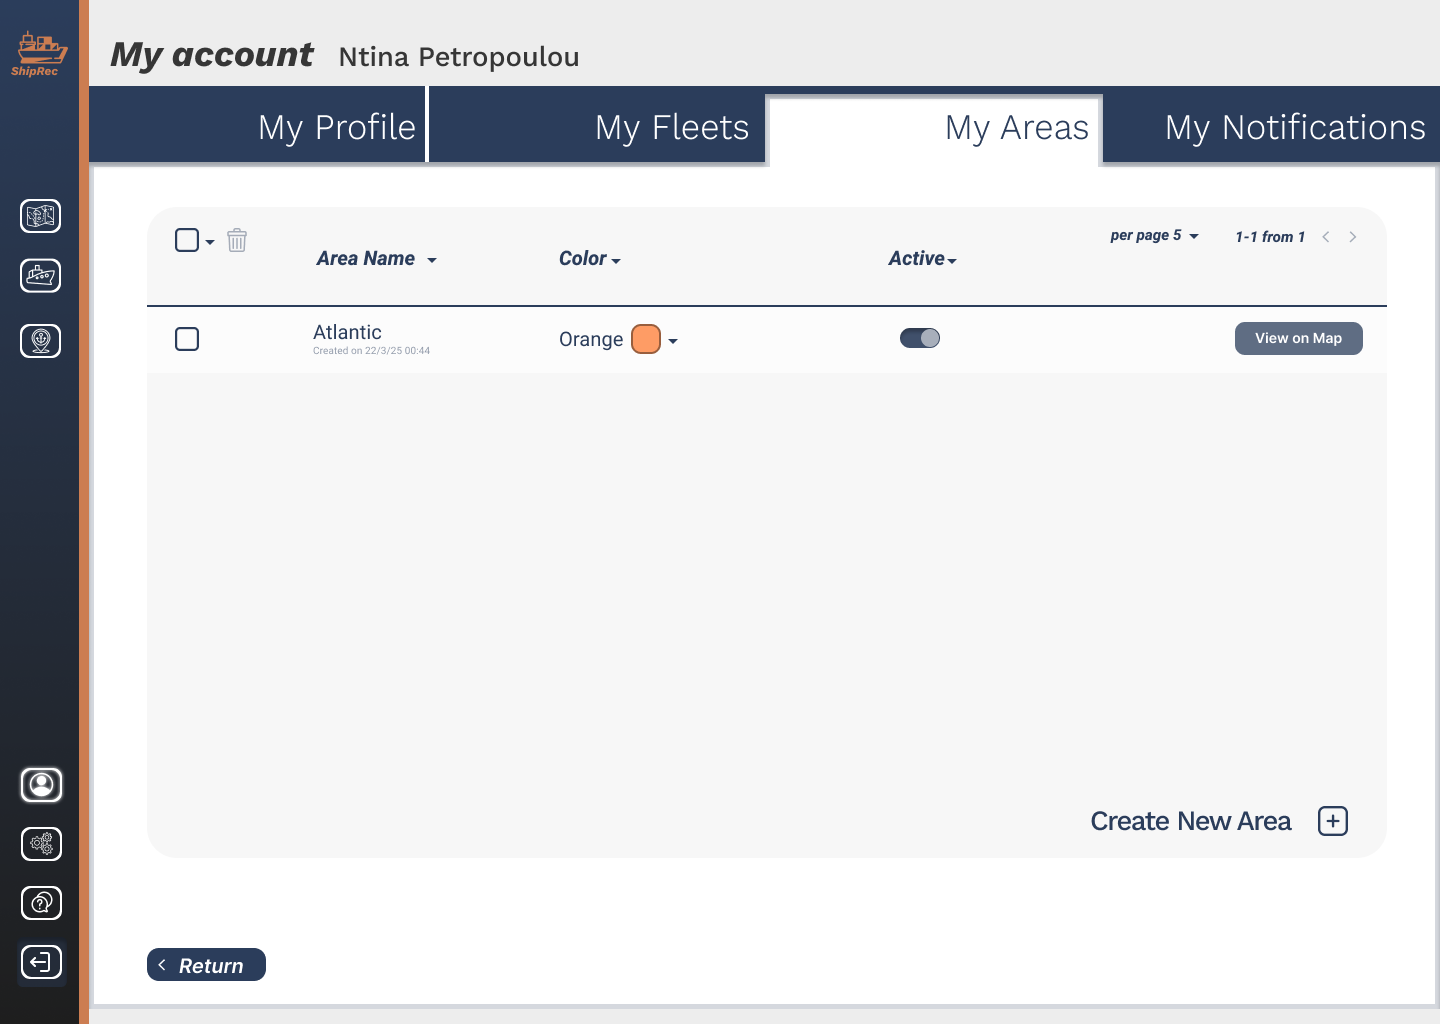 ShipRec
My account Ntina Petropoulou
My Profile
My Fleets
My Areas
My Notifications
per page 5
1-1 from 1
Area Name
Color
Active
Atlantic
Created on 22/3/25 00:44
Orange
View on Map
Create New Area
Return